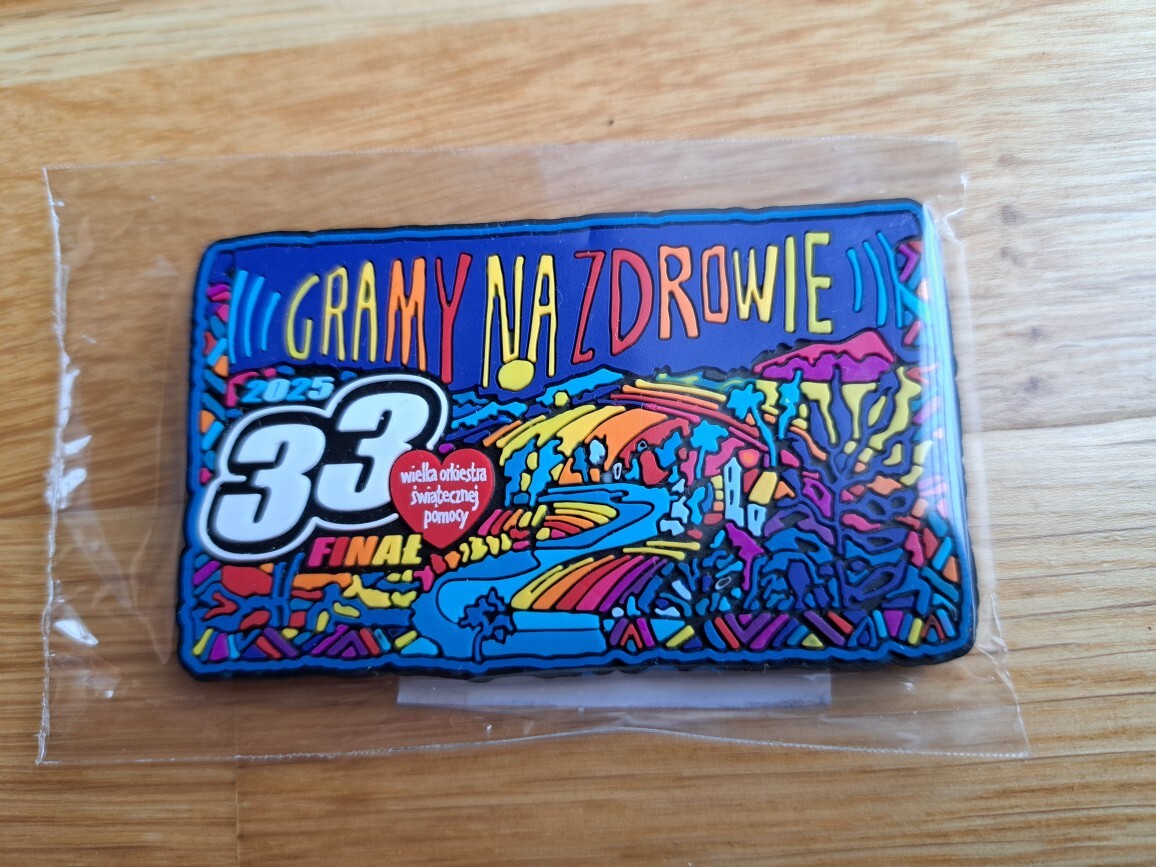 GRAMY NA ZDROWIE
2025
33
wielka orkiestra
świątecznej
pomocy
FINAŁ